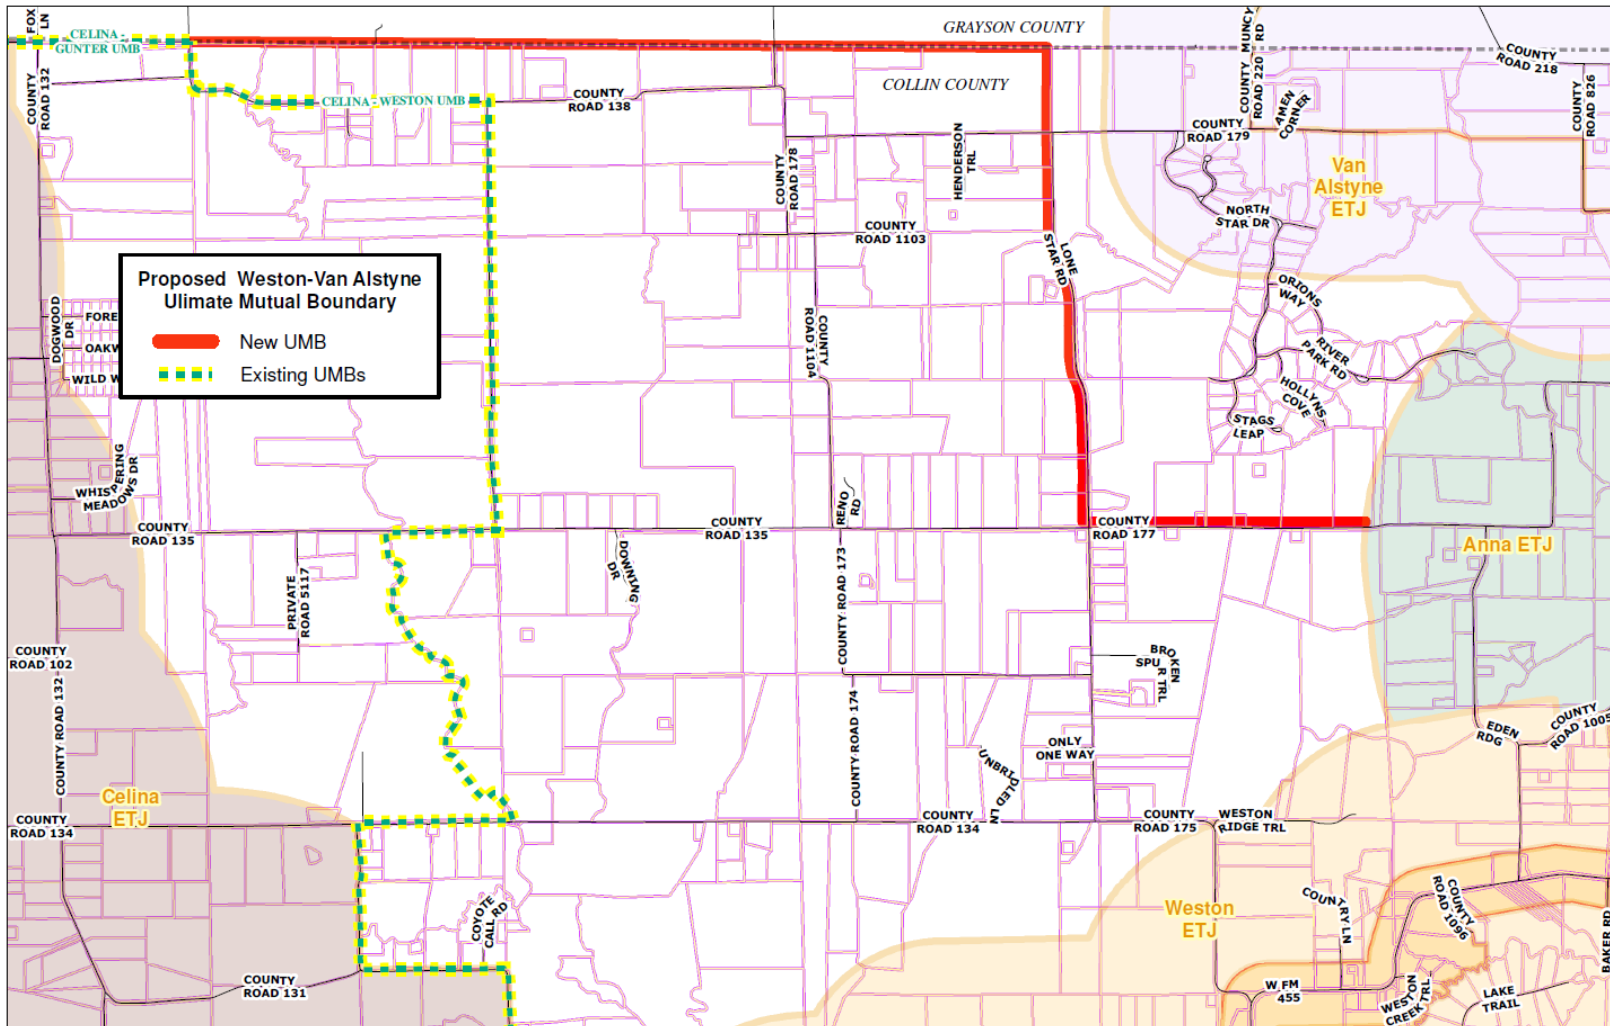 FOX
LN
CELINA -
GUNTER UMB
GRAYSON COUNTY
COLLIN COUNTY
COUNTY
ROAD 132
CELINA - WESTON UMB
COUNTY
ROAD 138
COUNTY
ROAD 178
HENDERSON
TRL
COUNTY
ROAD 1103
COUNTY
ROAD 179
COUNTY
ROAD 220
MUNCY
RD
AMEN
CORNER
COUNTY
ROAD 218
COUNTY
ROAD 826
Van
Alstyne
ETJ
NORTH
STAR DR
LONE
STAR RD
ORIONS
WAY
RIVER
PARK RD
HOLLYNS
COVE
STAGS
LEAP
Proposed Weston-Van Alstyne
Ulimate Mutual Boundary
New UMB
Existing UMBs
DOGWOOD
DR
FORE
OAKW
WILD W
WHISPERING
MEADOWS DR
COUNTY
ROAD 1104
RENO
RD
COUNTY
ROAD 135
COUNTY
ROAD 135
COUNTY
ROAD 177
Anna ETJ
PRIVATE
ROAD 5117
DOWNING
DR
COUNTY ROAD 173
COUNTY
ROAD 102
COUNTY ROAD 132
BROKEN
SPUR TRL
COUNTY ROAD 174
ONLY
ONE WAY
UNBRIDLED LN
EDEN
RDG
COUNTY
ROAD 1005
Celina
ETJ
COUNTY
ROAD 134
COUNTY
ROAD 134
COUNTY
ROAD 175
WESTON
RIDGE TRL
COYOTE
CALL RD
Weston
ETJ
COUNTRY LN
COUNTY
ROAD 1096
BAKER RD
COUNTY
ROAD 131
W FM
455
WESTON
CREEK TRL
LAKE
TRAIL